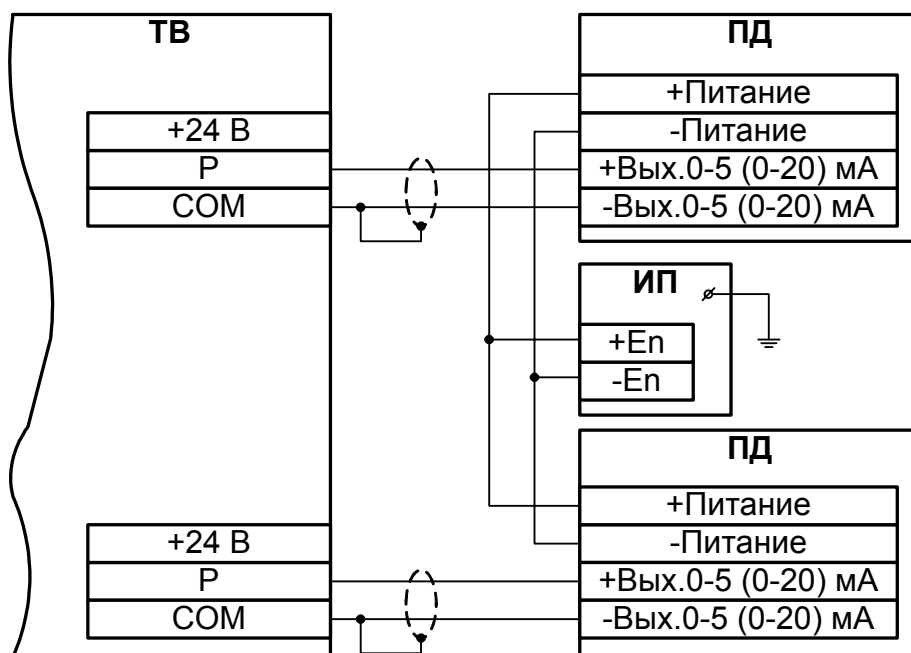 ТВ
+24 В
P
COM
+24 В
P
COM
ПД
+Питание
-Питание
+Вых.0-5 (0-20) мА
-Вых.0-5 (0-20) мА
ИП
+En
-En
ПД
+Питание
-Питание
+Вых.0-5 (0-20) мА
-Вых.0-5 (0-20) мА